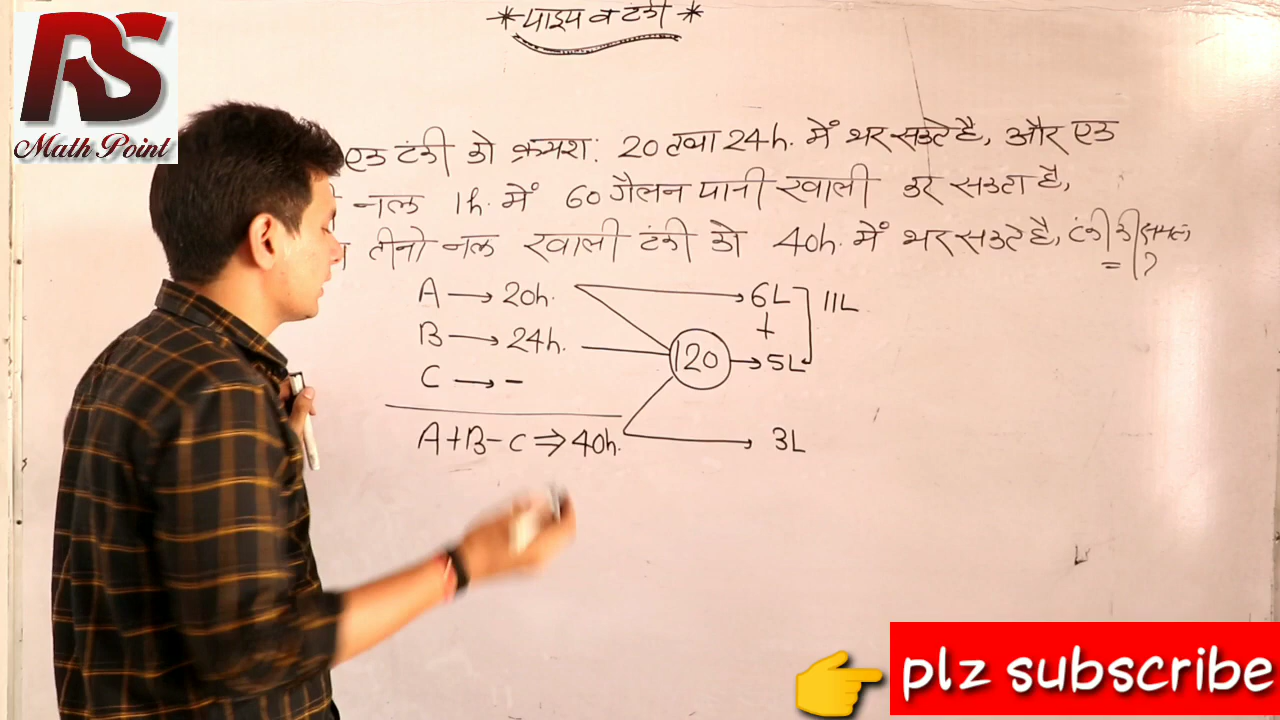 RS
Math Point
* पाइप व टंकी *
एक टंकी को क्रमश: 20 तथा 24h. में भर सकते है, और एक
नल 1h. में 60 गैलन पानी खाली कर सकता है,
तीनो नल खाली टंकी को 40h. में भर सकते है, टंकी की क्षमता = ?
A → 20h. 6L 11L
+
B → 24h. 120 → 5L
C → -
A+B-C ⇒ 40h. 3L
plz subscribe